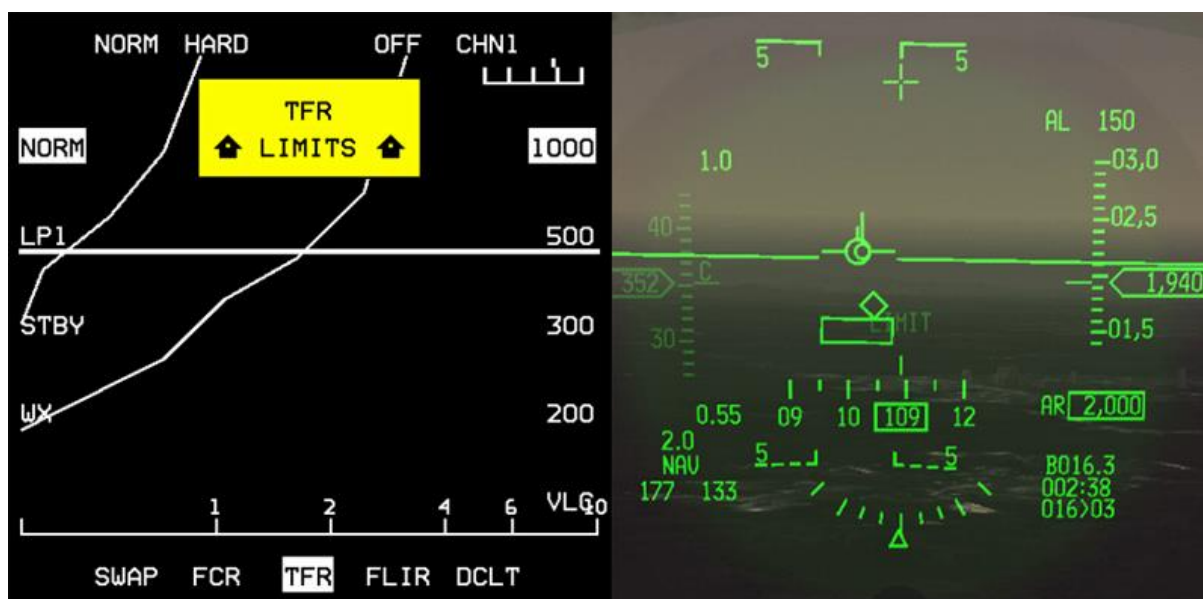 NORM HARD OFF CHN1
TFR
LIMITS
NORM 1000
LP1 500
STBY 300
WX 200
VLC
1 2 4 6 10
SWAP FCR TFR FLIR DCLT
5 5
AL 150
1.0 03,0
40 02,5
352 C 1,940
LIMIT
30 01,5
0.55 09 10 109 12 AR 2,000
2.0
NAV 5 5 B016.3
177 133 002:38
016>03